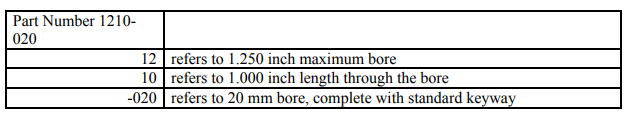 Part Number 1210-
020
12 refers to 1.250 inch maximum bore
10 refers to 1.000 inch length through the bore
-020 refers to 20 mm bore, complete with standard keyway